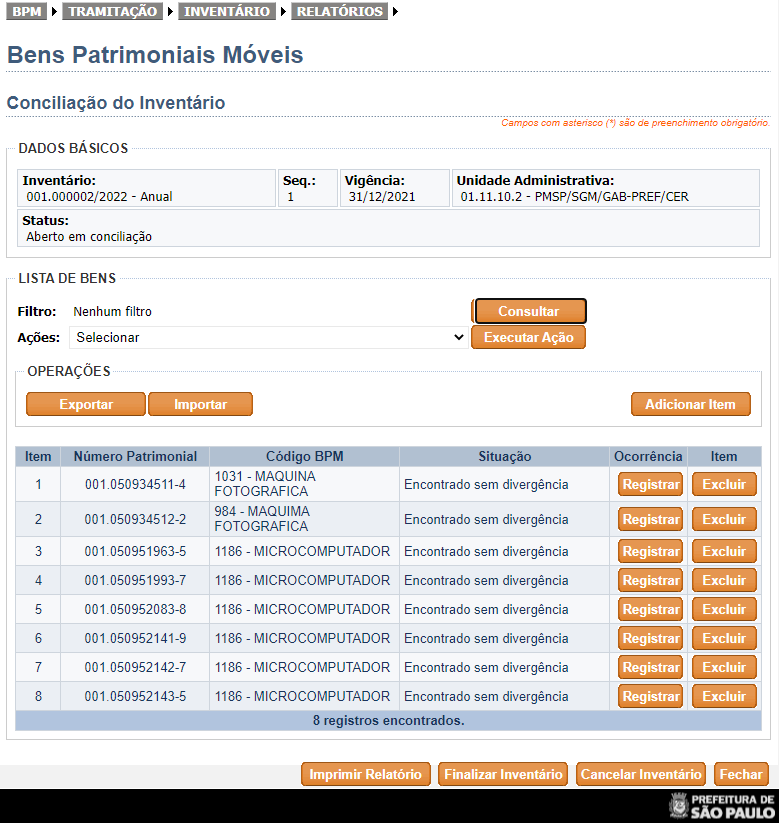 BPM TRAMITAÇÃO INVENTÁRIO RELATÓRIOS
Bens Patrimoniais Móveis
Conciliação do Inventário
Campos com asterisco (*) são de preenchimento obrigatório.
DADOS BÁSICOS
Inventário: Seq.: Vigência: Unidade Administrativa:
001.000002/2022 - Anual 1 31/12/2021 01.11.10.2 - PMSP/SGM/GAB-PREF/CER
Status:
Aberto em conciliação
LISTA DE BENS
Filtro: Nenhum filtro Consultar
Ações: Selecionar Executar Ação
OPERAÇÕES
Exportar Importar Adicionar Item
Item Número Patrimonial Código BPM Situação Ocorrência Item
1 001.050934511-4 1031 - MAQUINA FOTOGRAFICA Encontrado sem divergência Registrar Excluir
2 001.050934512-2 984 - MAQUIMA FOTOGRAFICA Encontrado sem divergência Registrar Excluir
3 001.050951963-5 1186 - MICROCOMPUTADOR Encontrado sem divergência Registrar Excluir
4 001.050951993-7 1186 - MICROCOMPUTADOR Encontrado sem divergência Registrar Excluir
5 001.050952083-8 1186 - MICROCOMPUTADOR Encontrado sem divergência Registrar Excluir
6 001.050952141-9 1186 - MICROCOMPUTADOR Encontrado sem divergência Registrar Excluir
7 001.050952142-7 1186 - MICROCOMPUTADOR Encontrado sem divergência Registrar Excluir
8 001.050952143-5 1186 - MICROCOMPUTADOR Encontrado sem divergência Registrar Excluir
8 registros encontrados.
Imprimir Relatório Finalizar Inventário Cancelar Inventário Fechar
PREFEITURA DE
SÃO PAULO